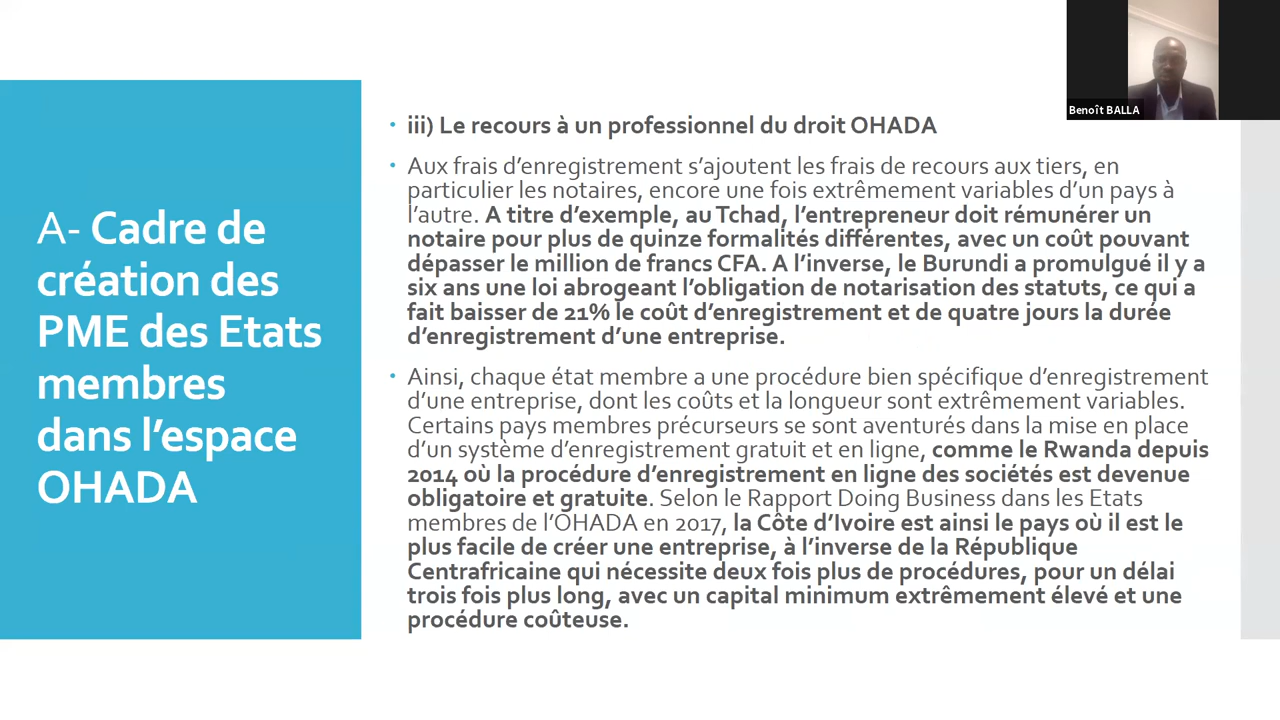 A- Cadre de
création des
PME des Etats
membres
dans l’espace
OHADA
• iii) Le recours à un professionnel du droit OHADA
• Aux frais d’enregistrement s’ajoutent les frais de recours aux tiers, en
particulier les notaires, encore une fois extrêmement variables d’un pays à
l’autre. A titre d’exemple, au Tchad, l’entrepreneur doit rémunérer un
notaire pour plus de quinze formalités différentes, avec un coût pouvant
dépasser le million de francs CFA. A l’inverse, le Burundi a promulgué il y a
six ans une loi abrogeant l’obligation de notarisation des statuts, ce qui a
fait baisser de 21% le coût d’enregistrement et de quatre jours la durée
d’enregistrement d’une entreprise.
• Ainsi, chaque état membre a une procédure bien spécifique d’enregistrement
d’une entreprise, dont les coûts et la longueur sont extrêmement variables.
Certains pays membres précurseurs se sont aventurés dans la mise en place
d’un système d’enregistrement gratuit et en ligne, comme le Rwanda depuis
2014 où la procédure d’enregistrement en ligne des sociétés est devenue
obligatoire et gratuite. Selon le Rapport Doing Business dans les Etats
membres de l’OHADA en 2017, la Côte d’Ivoire est ainsi le pays où il est le
plus facile de créer une entreprise, à l’inverse de la République
Centrafricaine qui nécessite deux fois plus de procédures, pour un délai
trois fois plus long, avec un capital minimum extrêmement élevé et une
procédure coûteuse.
Benoît BALLA